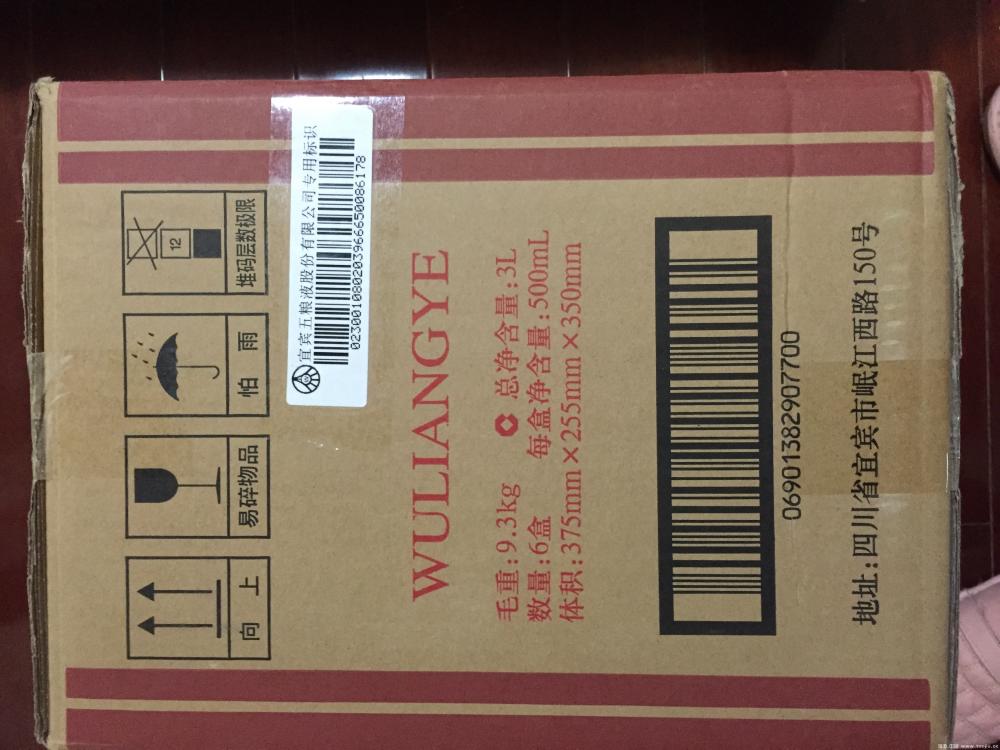 向 上
易碎物品
怕 雨
12
堆码层数极限
宜宾五粮液股份有限公司专用标识
02300108020396665008617８
WULIANGYE
毛重:9.3kg 总净含量:3L
数量:6盒 每盒净含量:500mL
体积:375mm×255mm×350mm
06901382907700
地址:四川省宜宾市岷江西路150号